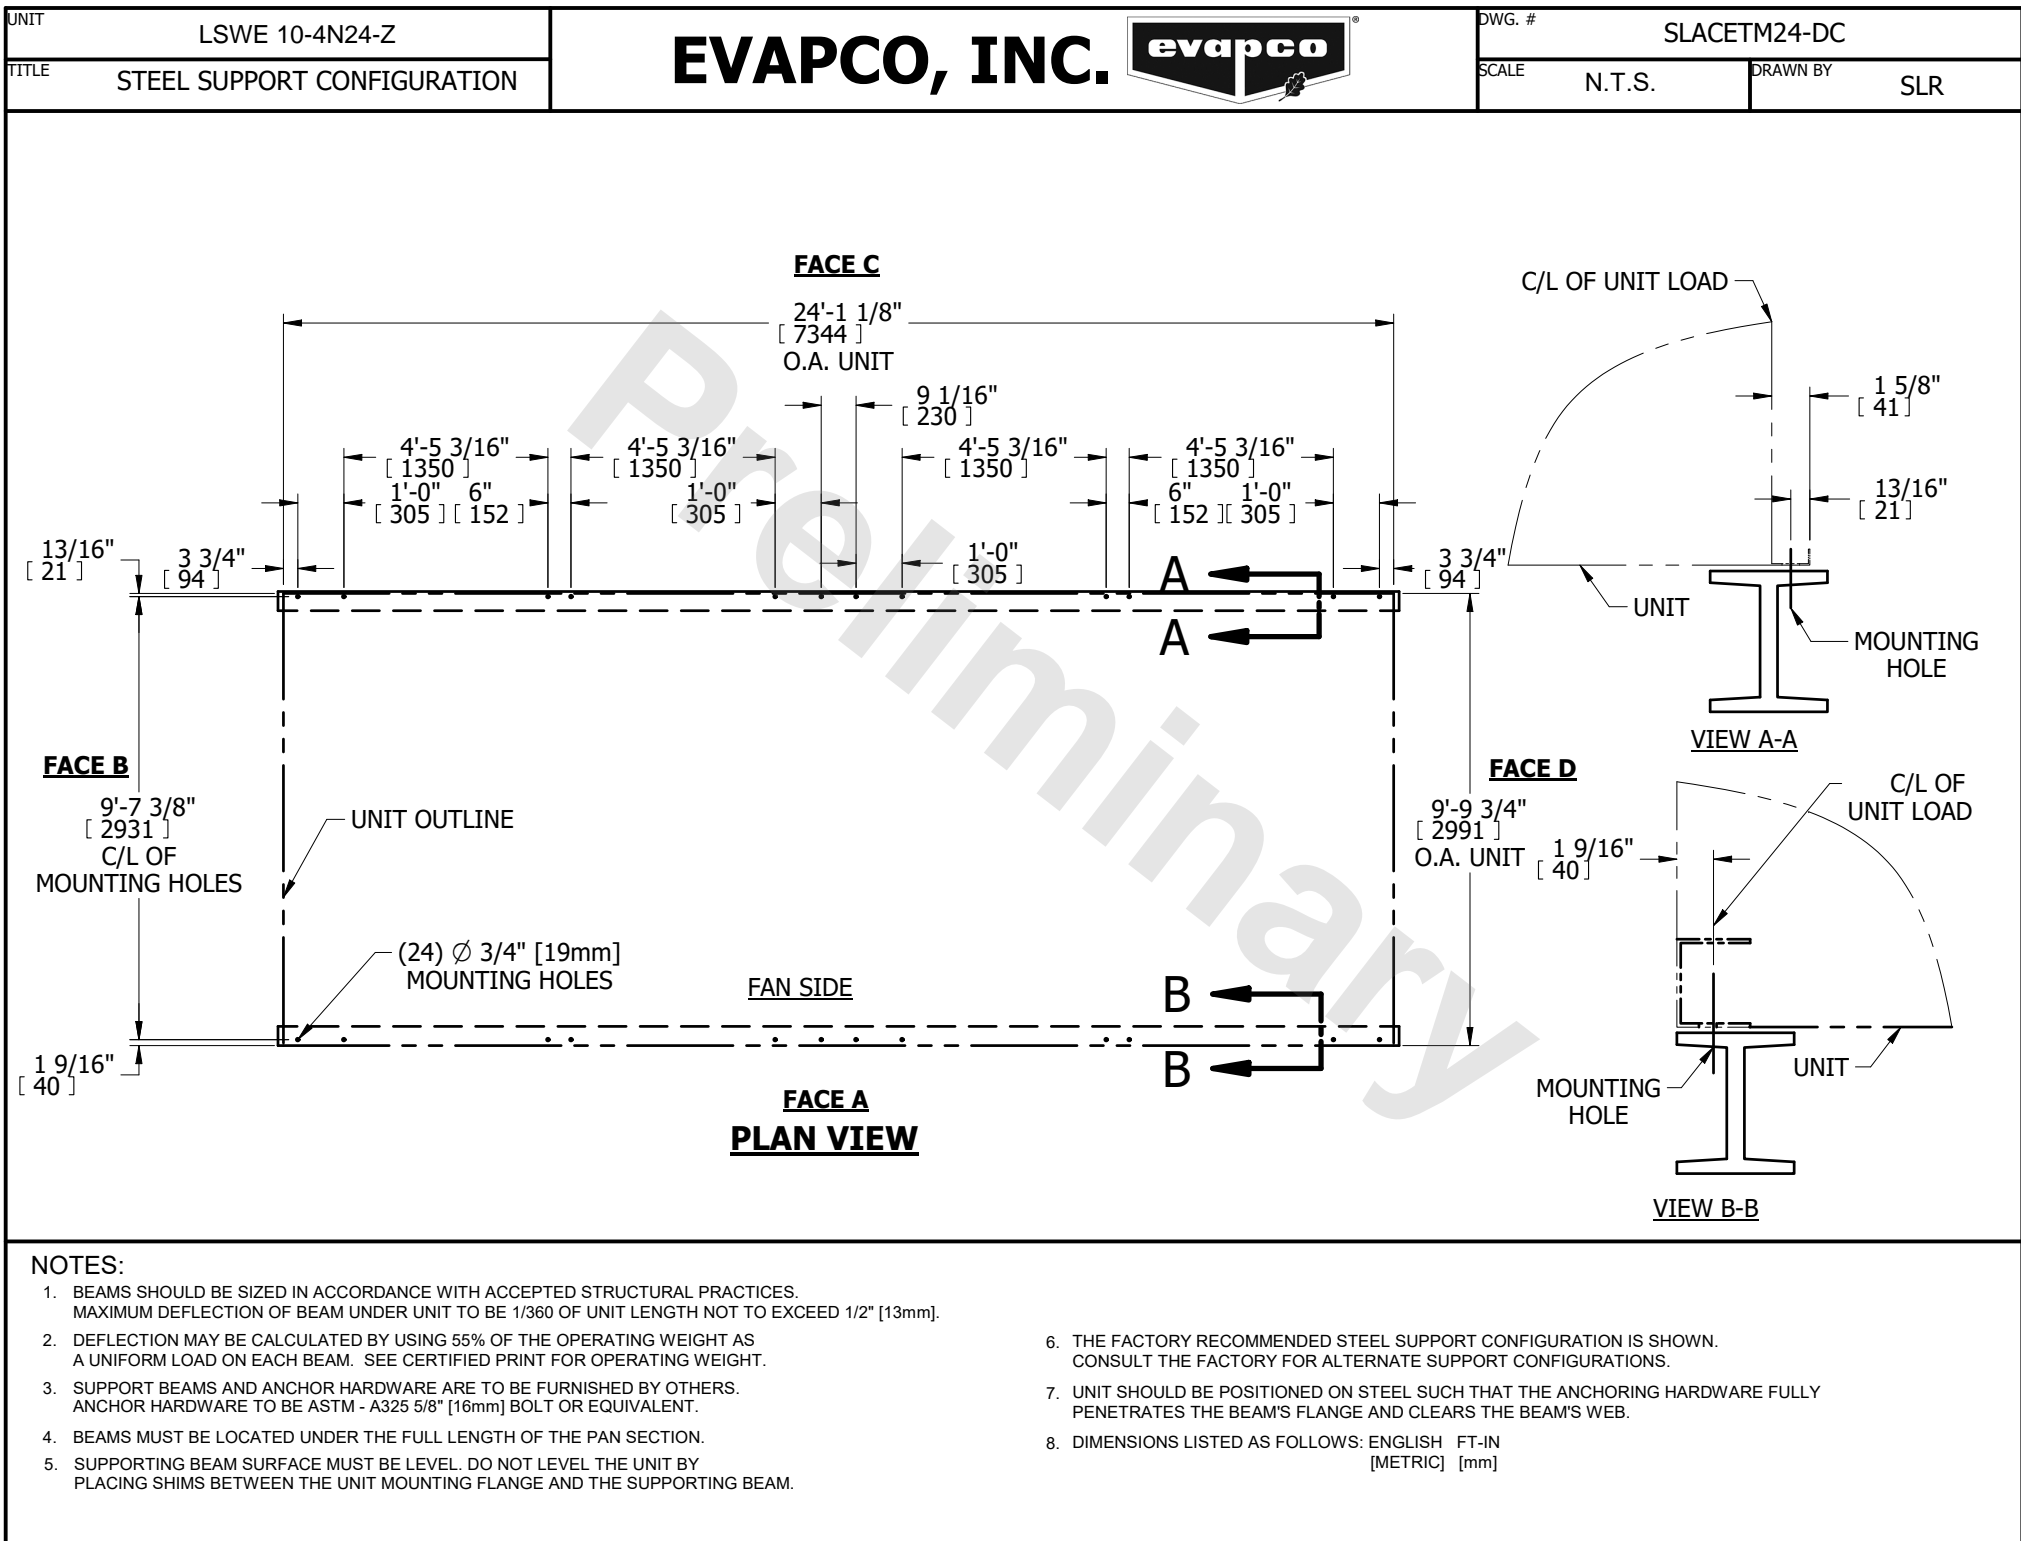 UNIT
LSWE 10-4N24-Z
TITLE
STEEL SUPPORT CONFIGURATION
EVAPCO, INC.
evapco
®
DWG. #
SLACETM24-DC
SCALE
N.T.S.
DRAWN BY
SLR
FACE C
24'-1 1/8"
[ 7344 ]
O.A. UNIT
9 1/16"
[ 230 ]
4'-5 3/16"
[ 1350 ]
4'-5 3/16"
[ 1350 ]
4'-5 3/16"
[ 1350 ]
4'-5 3/16"
[ 1350 ]
1'-0"
[ 305 ]
6"
[ 152 ]
1'-0"
[ 305 ]
6"
[ 152 ]
1'-0"
[ 305 ]
13/16"
[ 21 ]
3 3/4"
[ 94 ]
1'-0"
[ 305 ]
3 3/4"
[ 94 ]
A
A
FACE B
9'-7 3/8"
[ 2931 ]
C/L OF
MOUNTING HOLES
UNIT OUTLINE
FACE D
9'-9 3/4"
[ 2991 ]
O.A. UNIT
(24) Ø 3/4" [19mm]
MOUNTING HOLES
FAN SIDE
B
B
1 9/16"
[ 40 ]
FACE A
PLAN VIEW
C/L OF UNIT LOAD
1 5/8"
[ 41 ]
13/16"
[ 21 ]
UNIT
MOUNTING
HOLE
VIEW A-A
C/L OF
UNIT LOAD
1 9/16"
[ 40 ]
UNIT
MOUNTING
HOLE
VIEW B-B
Preliminary
NOTES:
1. BEAMS SHOULD BE SIZED IN ACCORDANCE WITH ACCEPTED STRUCTURAL PRACTICES.
MAXIMUM DEFLECTION OF BEAM UNDER UNIT TO BE 1/360 OF UNIT LENGTH NOT TO EXCEED 1/2" [13mm].
2. DEFLECTION MAY BE CALCULATED BY USING 55% OF THE OPERATING WEIGHT AS
A UNIFORM LOAD ON EACH BEAM. SEE CERTIFIED PRINT FOR OPERATING WEIGHT.
3. SUPPORT BEAMS AND ANCHOR HARDWARE ARE TO BE FURNISHED BY OTHERS.
ANCHOR HARDWARE TO BE ASTM - A325 5/8" [16mm] BOLT OR EQUIVALENT.
4. BEAMS MUST BE LOCATED UNDER THE FULL LENGTH OF THE PAN SECTION.
5. SUPPORTING BEAM SURFACE MUST BE LEVEL. DO NOT LEVEL THE UNIT BY
PLACING SHIMS BETWEEN THE UNIT MOUNTING FLANGE AND THE SUPPORTING BEAM.
6. THE FACTORY RECOMMENDED STEEL SUPPORT CONFIGURATION IS SHOWN.
CONSULT THE FACTORY FOR ALTERNATE SUPPORT CONFIGURATIONS.
7. UNIT SHOULD BE POSITIONED ON STEEL SUCH THAT THE ANCHORING HARDWARE FULLY
PENETRATES THE BEAM'S FLANGE AND CLEARS THE BEAM'S WEB.
8. DIMENSIONS LISTED AS FOLLOWS: ENGLISH FT-IN
[METRIC] [mm]